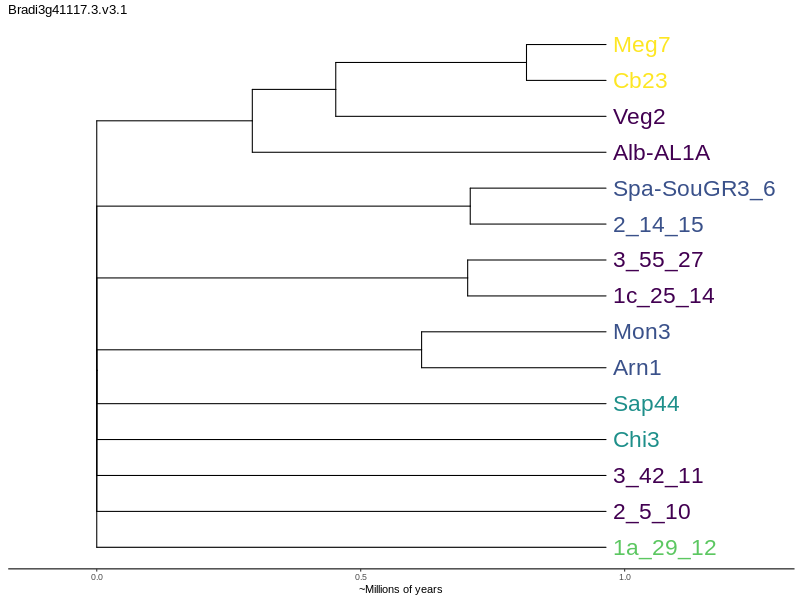 Bradi3g41117.3.v3.1
Meg7
Cb23
Veg2
Alb-AL1A
Spa-SouGR3_6
2_14_15
3_55_27
1c_25_14
Mon3
Arn1
Sap44
Chi3
3_42_11
2_5_10
1a_29_12
0.0 0.5 1.0
~Millions of years